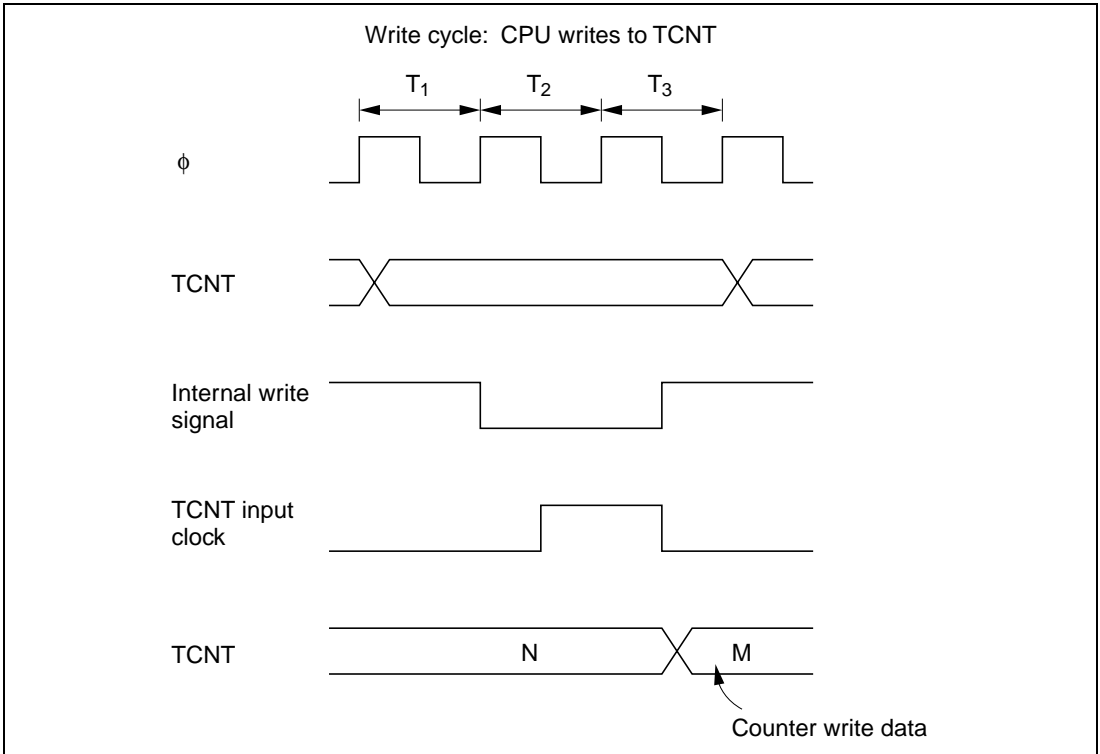 Write cycle: CPU writes to TCNT
T1 T2 T3
ϕ
TCNT
Internal write
signal
TCNT input
clock
TCNT
N M
Counter write data